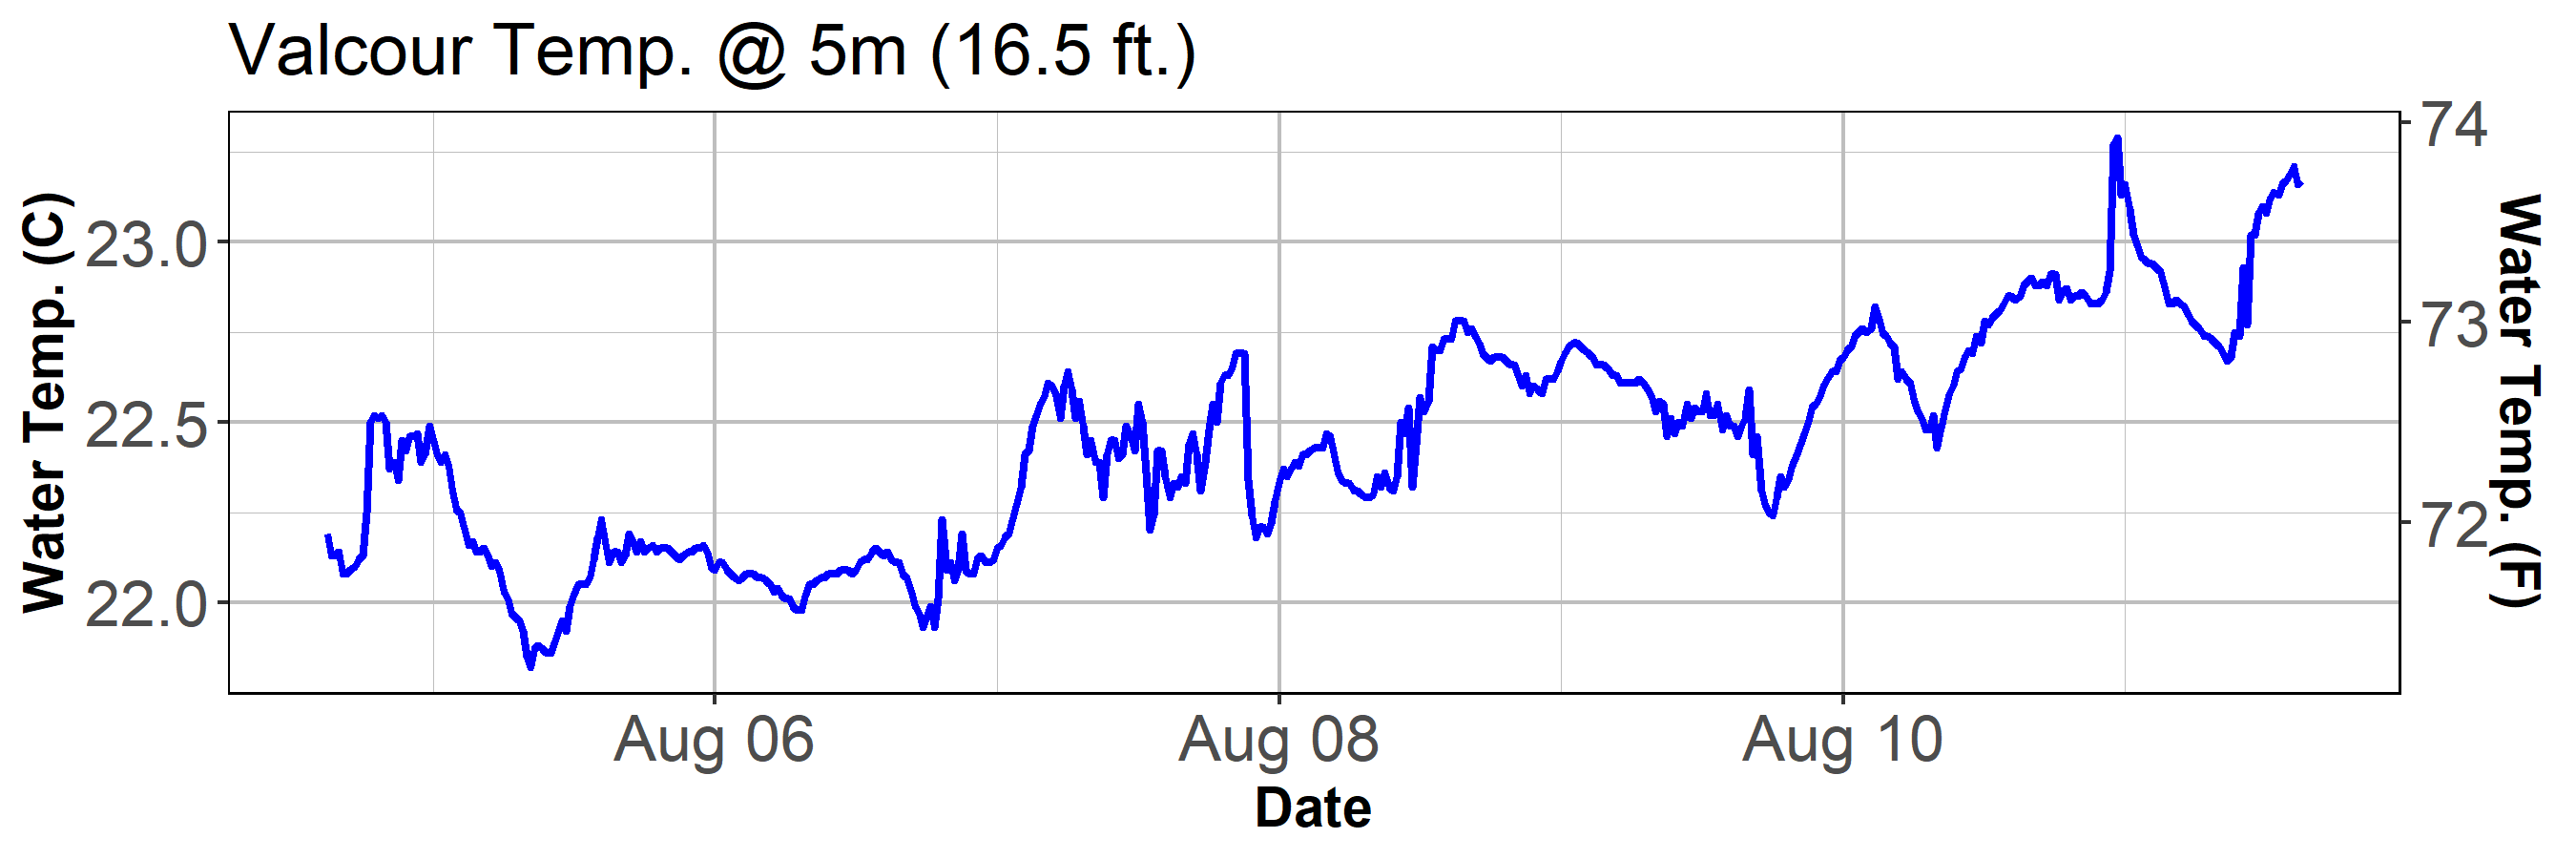 Valcour Temp. @ 5m (16.5 ft.)
Water Temp. (C)
23.0
22.5
22.0
74
73
72
Water Temp. (F)
Aug 06
Aug 08
Aug 10
Date